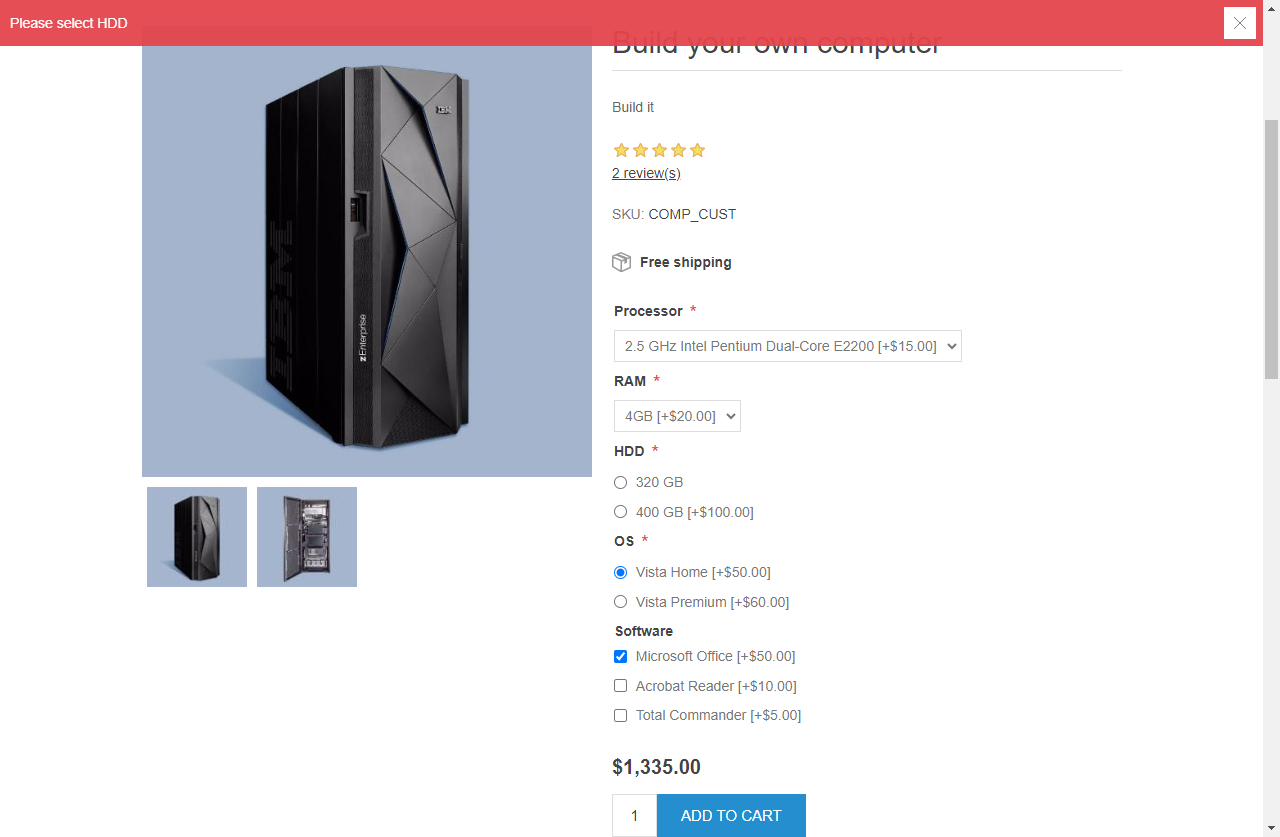 Please select HDD
Build your own computer
Build it
2 review(s)
SKU: COMP_CUST
Free shipping
Processor *
2.5 GHz Intel Pentium Dual-Core E2200 [+$15.00]
RAM *
4GB [+$20.00]
HDD *
320 GB
400 GB [+$100.00]
OS *
Vista Home [+$50.00]
Vista Premium [+$60.00]
Software
Microsoft Office [+$50.00]
Acrobat Reader [+$10.00]
Total Commander [+$5.00]
$1,335.00
1 ADD TO CART
IBM
IBM
zEnterprise